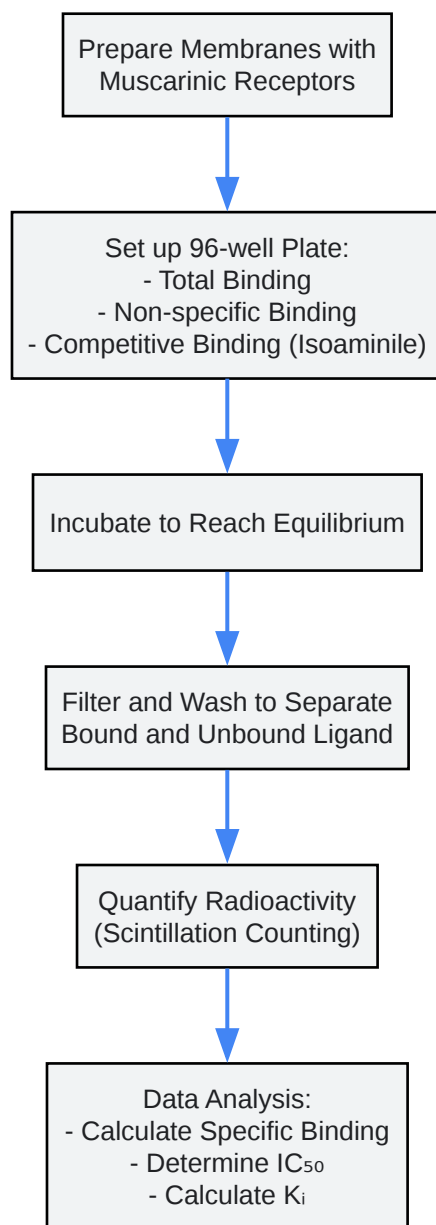 Prepare Membranes with
Muscarinic Receptors
Set up 96-well Plate:
- Total Binding
- Non-specific Binding
- Competitive Binding (Isoaminile)
Incubate to Reach Equilibrium
Filter and Wash to Separate
Bound and Unbound Ligand
Quantify Radioactivity
(Scintillation Counting)
Data Analysis:
- Calculate Specific Binding
- Determine IC₅₀
- Calculate Kᵢ